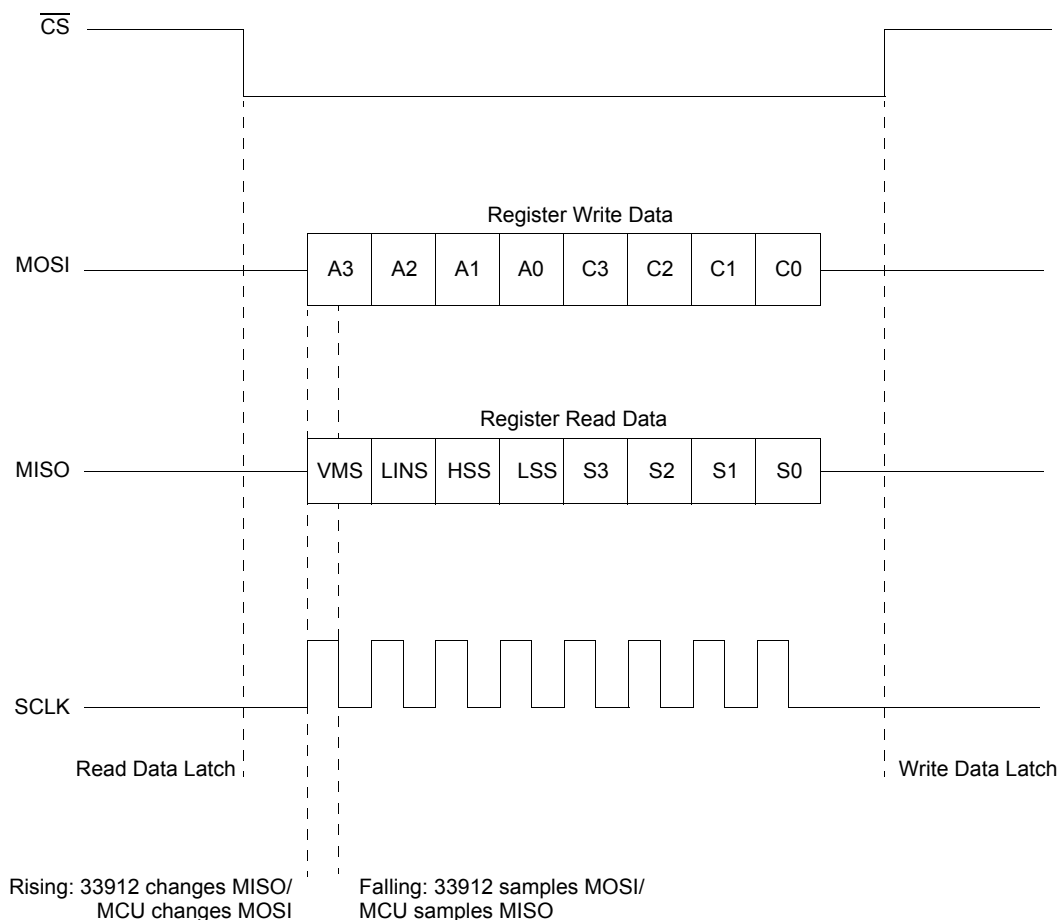 CS
Register Write Data
MOSI
A3 A2 A1 A0 C3 C2 C1 C0
Register Read Data
MISO
VMS LINS HSS LSS S3 S2 S1 S0
SCLK
Read Data Latch
Write Data Latch
Rising: 33912 changes MISO/
MCU changes MOSI
Falling: 33912 samples MOSI/
MCU samples MISO